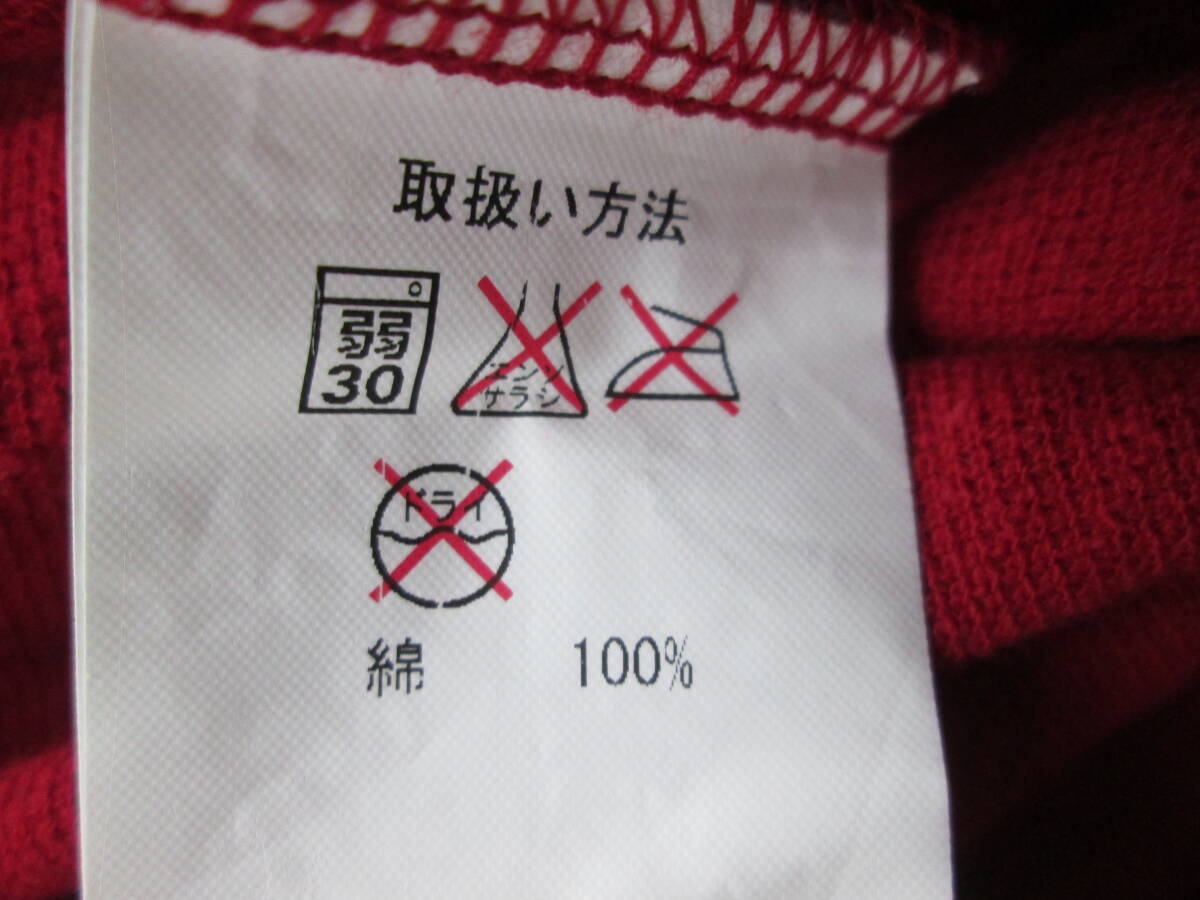 取扱い方法
弱
30
エンソ
サラシ
ドライ
綿 100%